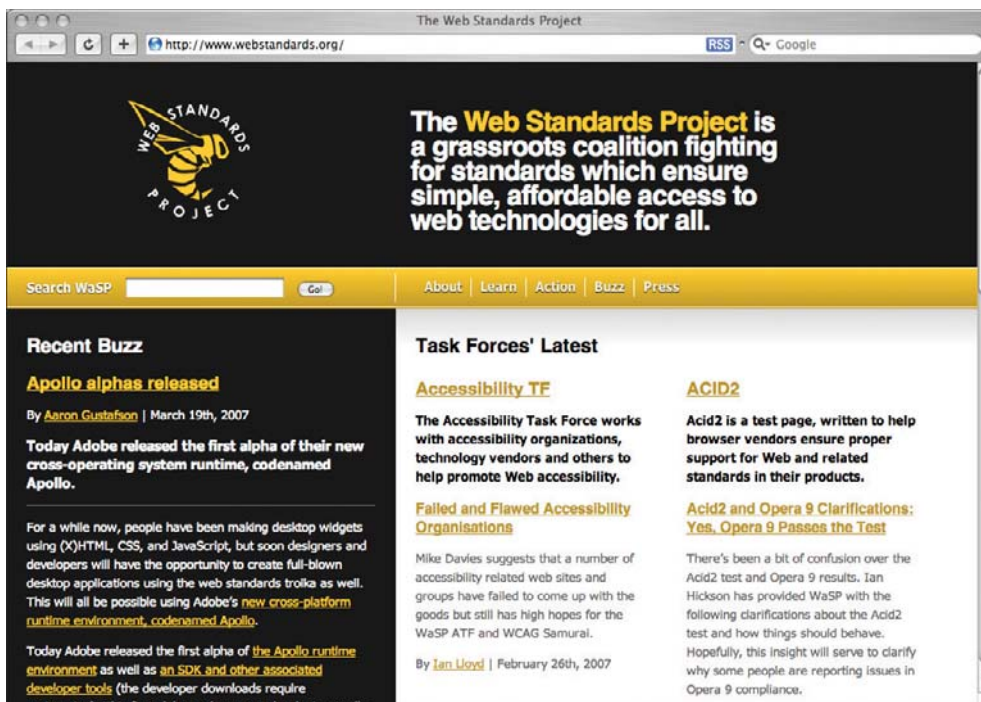 The Web Standards Project
http://www.webstandards.org/
RSS
Google
WEB STANDARDS
PROJECT
The Web Standards Project is
a grassroots coalition fighting
for standards which ensure
simple, affordable access to
web technologies for all.
Search WaSP
Go!
About | Learn | Action | Buzz | Press
Recent Buzz
Apollo alphas released
By Aaron Gustafson | March 19th, 2007
Today Adobe released the first alpha of their new
cross-operating system runtime, codenamed
Apollo.
For a while now, people have been making desktop widgets
using (X)HTML, CSS, and JavaScript, but soon designers and
developers will have the opportunity to create full-blown
desktop applications using the web standards troika as well.
This will all be possible using Adobe's new cross-platform
runtime environment, codenamed Apollo.
Today Adobe released the first alpha of the Apollo runtime
environment as well as an SDK and other associated
developer tools (the developer downloads require
Task Forces' Latest
Accessibility TF
The Accessibility Task Force works
with accessibility organizations,
technology vendors and others to
help promote Web accessibility.
Failed and Flawed Accessibility
Organisations
Mike Davies suggests that a number of
accessibility related web sites and
groups have failed to come up with the
goods but still has high hopes for the
WaSP ATF and WCAG Samurai.
By Ian Lloyd | February 26th, 2007
ACID2
Acid2 is a test page, written to help
browser vendors ensure proper
support for Web and related
standards in their products.
Acid2 and Opera 9 Clarifications:
Yes, Opera 9 Passes the Test
There's been a bit of confusion over the
Acid2 test and Opera 9 results. Ian
Hickson has provided WaSP with the
following clarifications about the Acid2
test and how things should behave.
Hopefully, this insight will serve to clarify
why some people are reporting issues in
Opera 9 compliance.